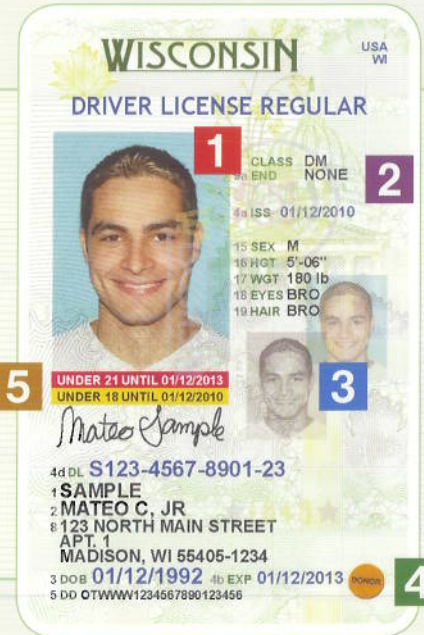 WISCONSIN
USA
WI
DRIVER LICENSE REGULAR
1
CLASS DM
9a END NONE
2
4a ISS 01/12/2010
15 SEX M
16 HGT 5'-06"
17 WGT 180 lb
18 EYES BRO
19 HAIR BRO
5
UNDER 21 UNTIL 01/12/2013
UNDER 18 UNTIL 01/12/2010
3
Mateo Sample
4d DL S123-4567-8901-23
1 SAMPLE
2 MATEO C, JR
8 123 NORTH MAIN STREET
APT. 1
MADISON, WI 55405-1234
3 DOB 01/12/1992 4b EXP 01/12/2013 DONOR
4
5 DD OTWWW1234567890123456